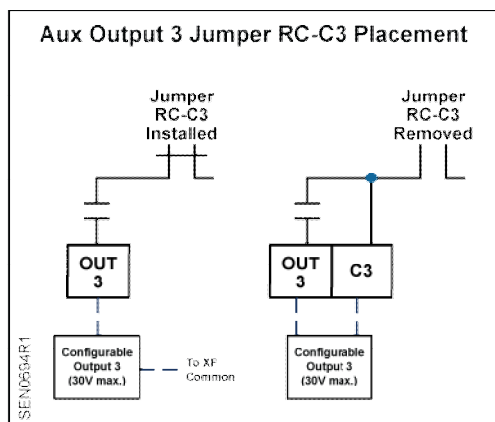 Aux Output 3 Jumper RC-C3 Placement
Jumper
RC-C3
Installed
Jumper
RC-C3
Removed
OUT
3
OUT
3
C3
Configurable
Output 3
(30V max.)
To XF
Common
Configurable
Output 3
(30V max.)
SEN0694R1